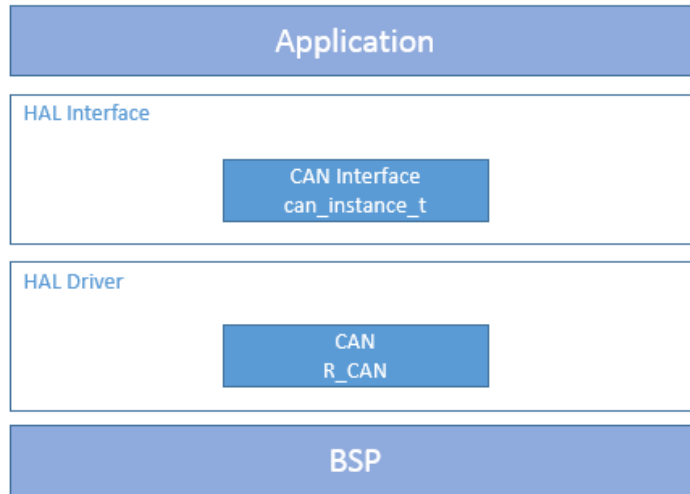 Application
HAL Interface
CAN Interface
can_instance_t
HAL Driver
CAN
R_CAN
BSP